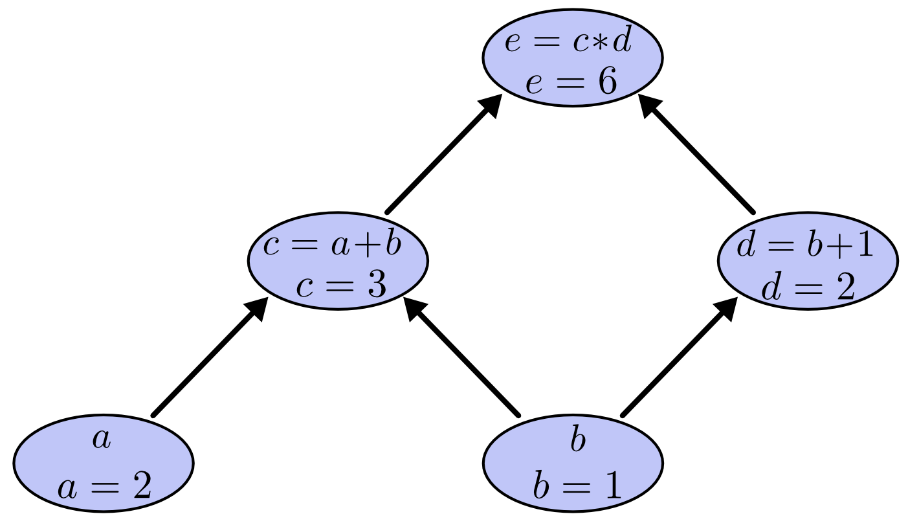 e = c*d
e = 6
c = a+b
c = 3
d = b+1
d = 2
a
a = 2
b
b = 1